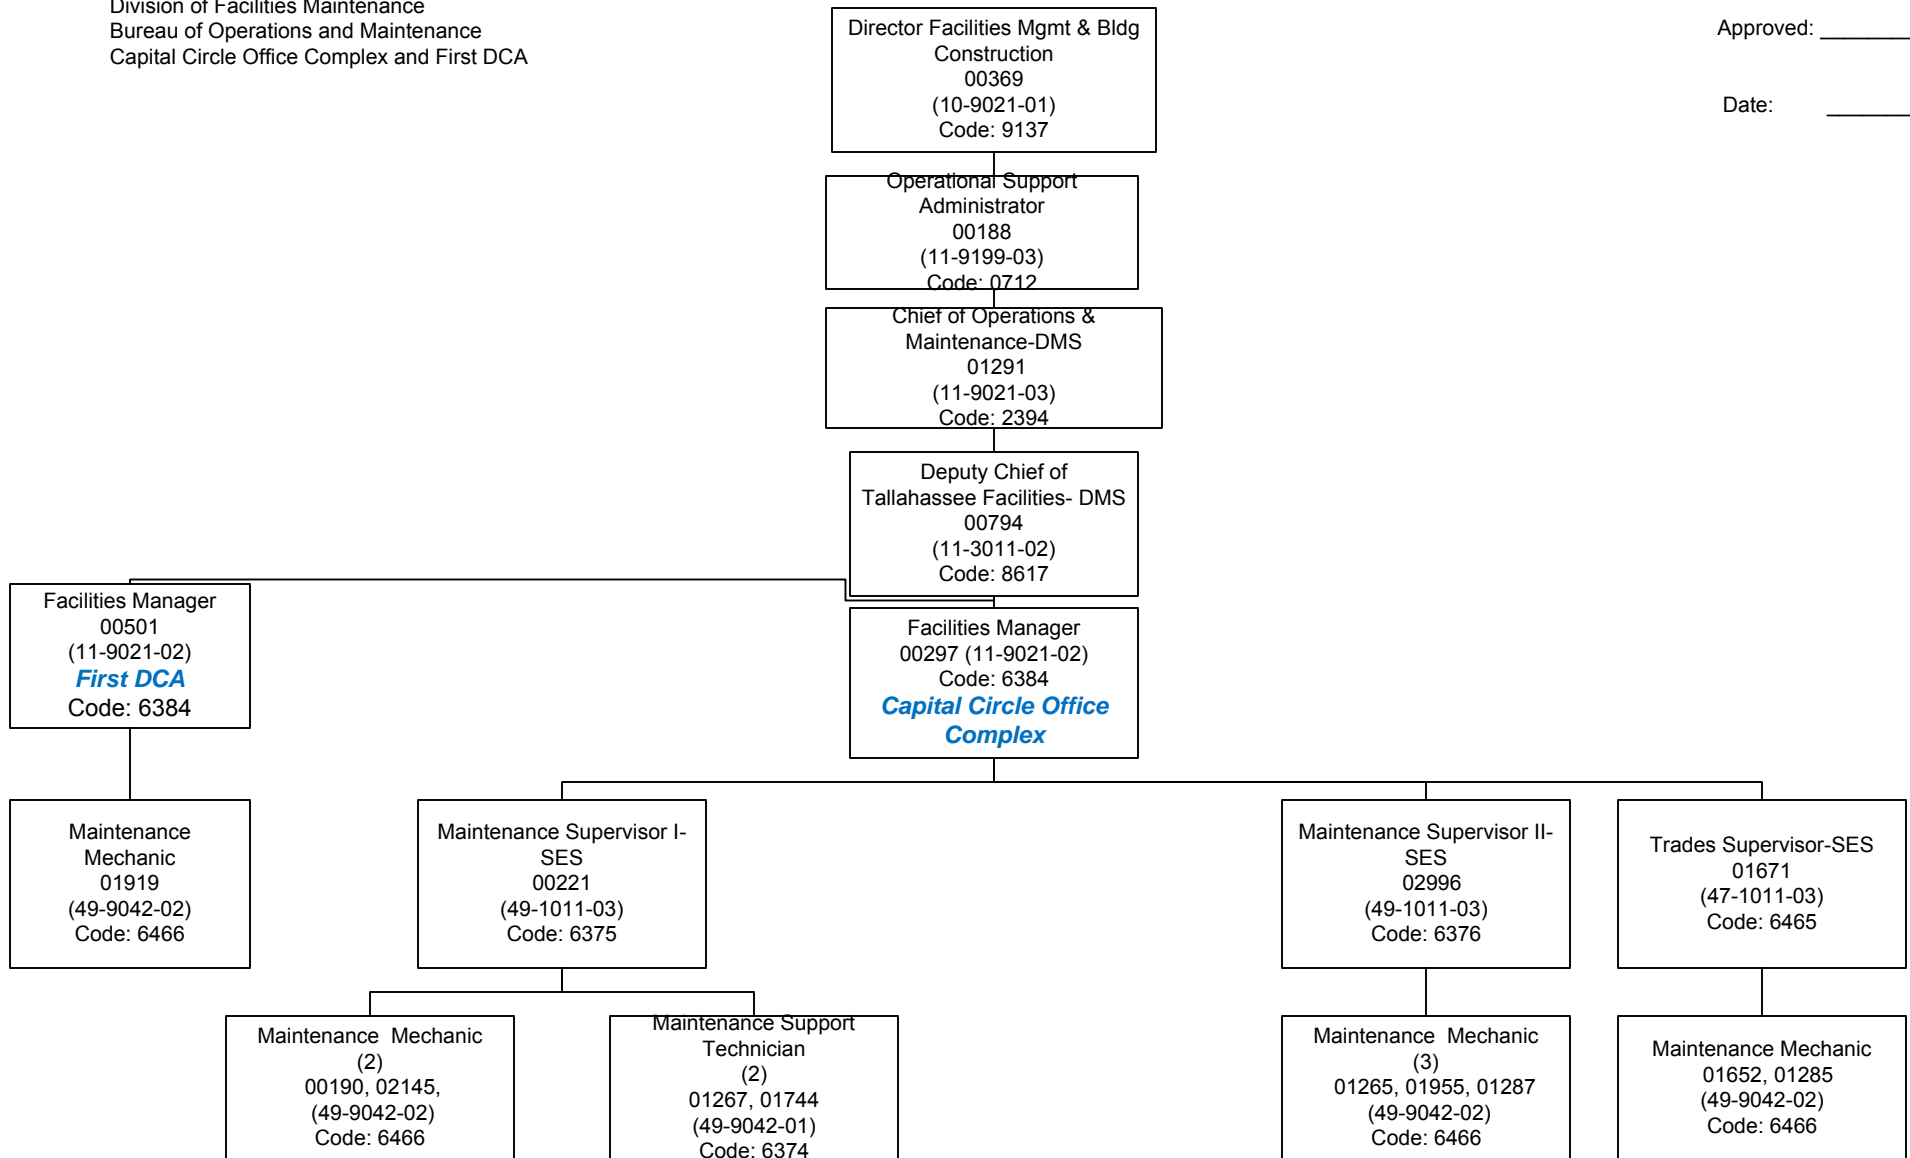 Division of Facilities Maintenance
Bureau of Operations and Maintenance
Capital Circle Office Complex and First DCA
Approved: ________
Date: _______
Director Facilities Mgmt & Bldg
Construction
00369
(10-9021-01)
Code: 9137
Operational Support
Administrator
00188
(11-9199-03)
Code: 0712
Chief of Operations &
Maintenance-DMS
01291
(11-9021-03)
Code: 2394
Deputy Chief of
Tallahassee Facilities- DMS
00794
(11-3011-02)
Code: 8617
Facilities Manager
00501
(11-9021-02)
First DCA
Code: 6384
Facilities Manager
00297 (11-9021-02)
Code: 6384
Capital Circle Office
Complex
Maintenance
Mechanic
01919
(49-9042-02)
Code: 6466
Maintenance Supervisor I-
SES
00221
(49-1011-03)
Code: 6375
Maintenance Supervisor II-
SES
02996
(49-1011-03)
Code: 6376
Trades Supervisor-SES
01671
(47-1011-03)
Code: 6465
Maintenance  Mechanic
(2)
00190, 02145,
(49-9042-02)
Code: 6466
Maintenance Support
Technician
(2)
01267, 01744
(49-9042-01)
Code: 6374
Maintenance  Mechanic
(3)
01265, 01955, 01287
(49-9042-02)
Code: 6466
Maintenance Mechanic
01652, 01285
(49-9042-02)
Code: 6466